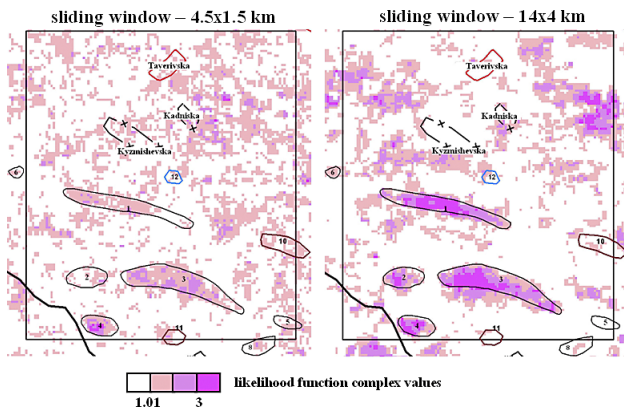 sliding window – 4.5x1.5 km
sliding window – 14x4 km
Taverivska
Kadniska
Kyzmishevska
6
12
1
10
2
3
4
11
5
8
Taverivska
Kadniska
Kyzmishevska
6
12
1
10
2
3
4
11
5
8
likelihood function complex values
1.01 3